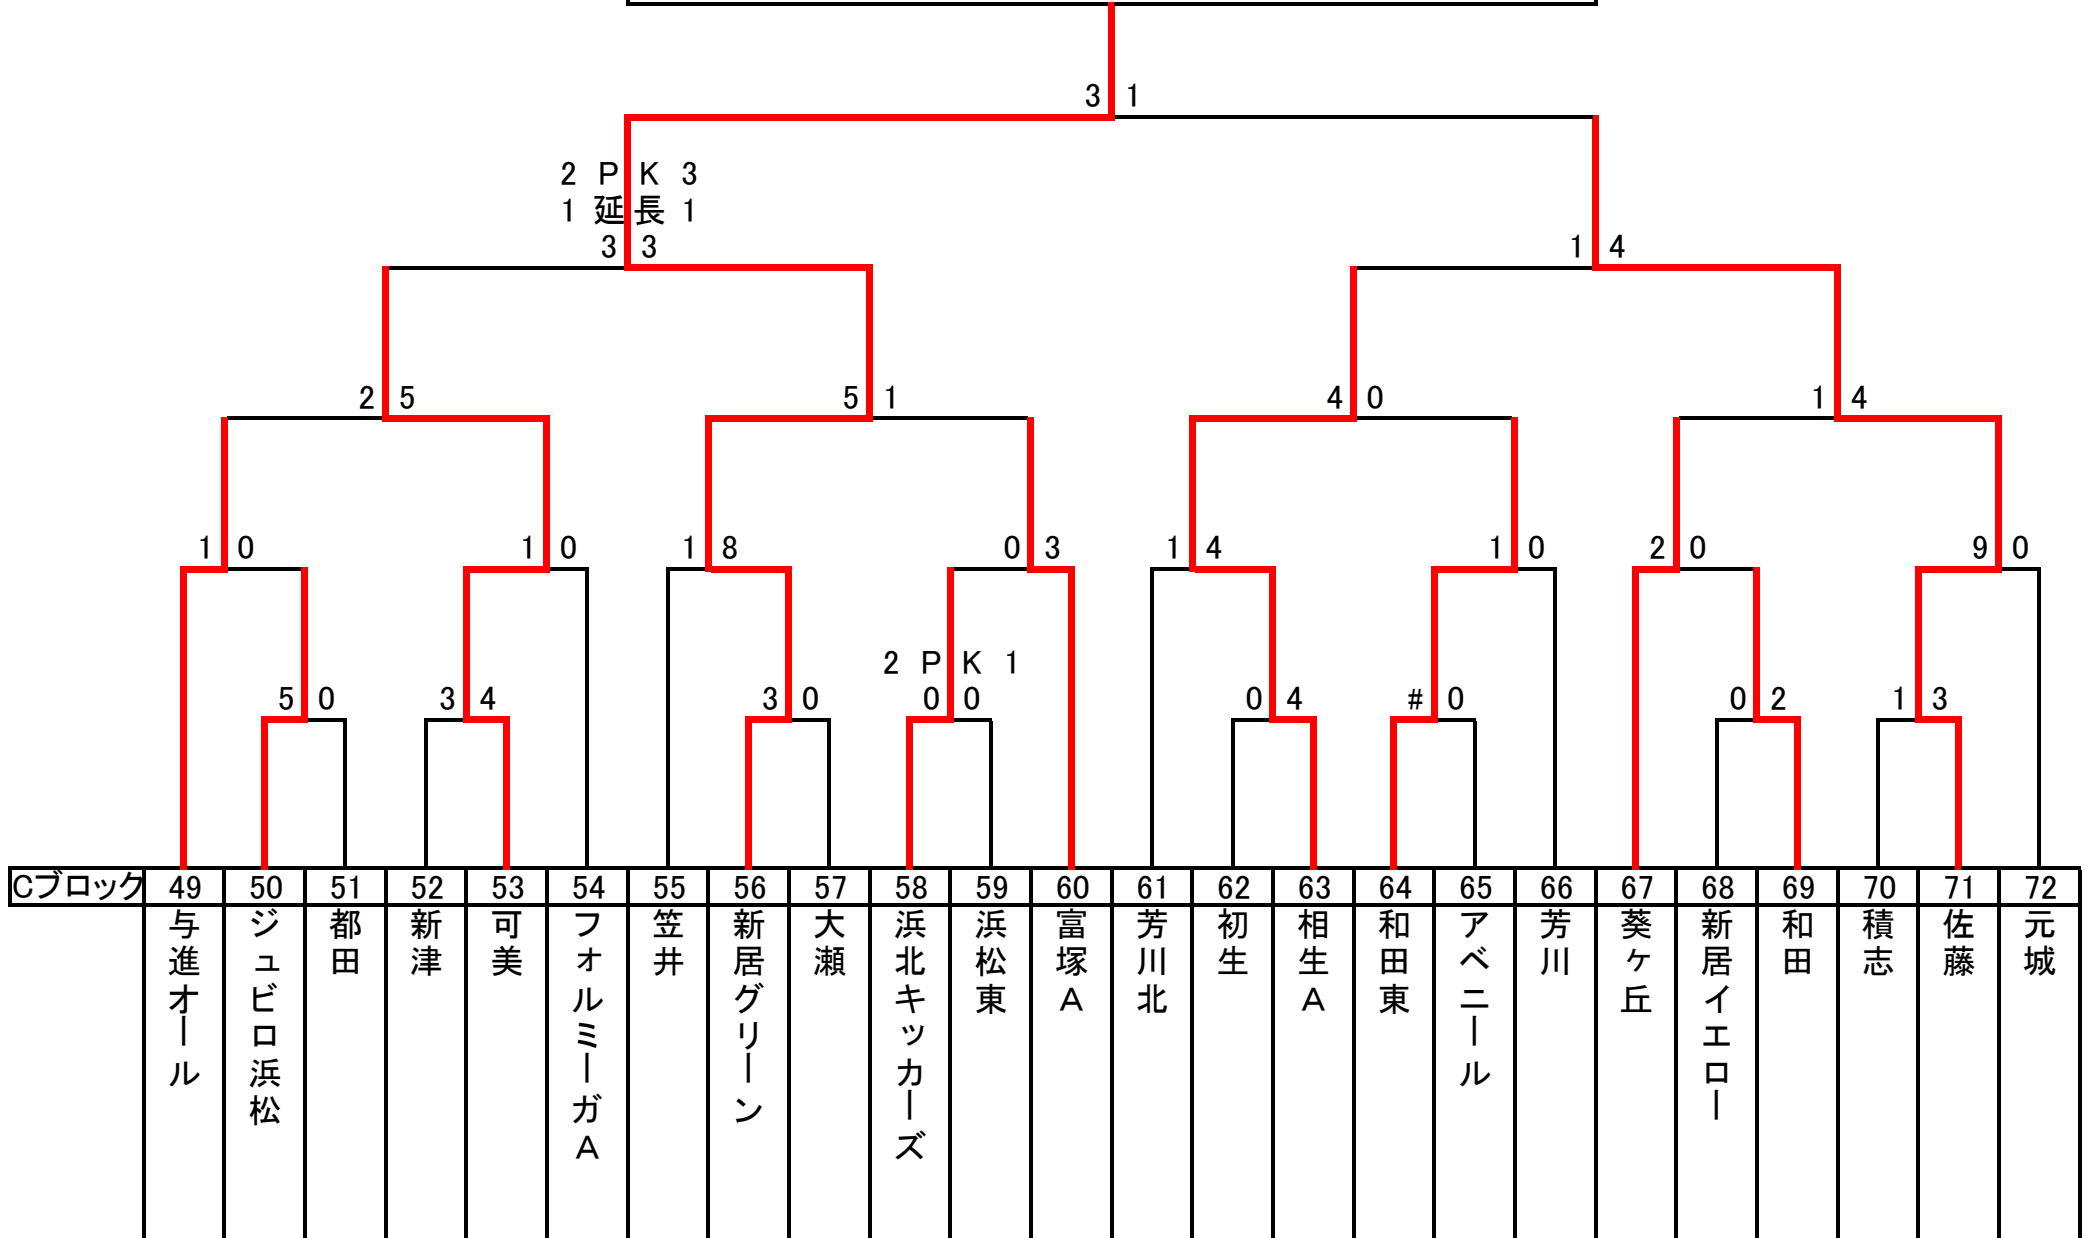 3 1
2 P K 3
1 延長 1
3 3
1 4
2 5
5 1
4 0
1 4
1 0
1 0
1 8
0 3
1 4
1 0
2 0
9 0
2 P K 1
5 0
3 4
3 0
0 0
0 4
# 0
0 2
1 3
Cブロック 49 50 51 52 53 54 55 56 57 58 59 60 61 62 63 64 65 66 67 68 69 70 71 72
与進オール
ジュビロ浜松
都田
新津
可美
フォルミーガA
笠井
新居グリーン
大瀬
浜北キッカーズ
浜松東
富塚A
芳川北
初生
相生A
和田東
アベニール
芳川
葵ヶ丘
新居イエロー
和田
積志
佐藤
元城